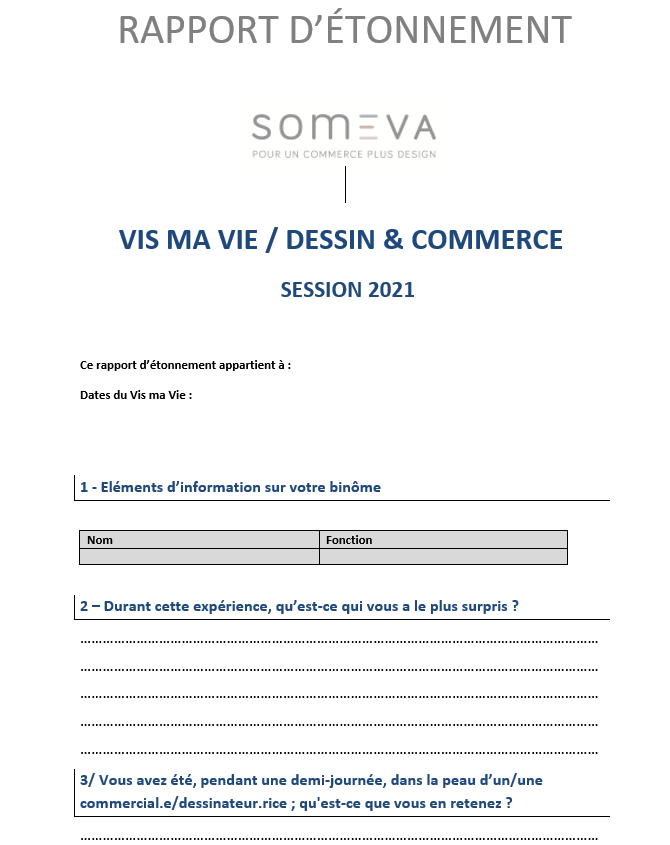 RAPPORT D’ÉTONNEMENT
SOMEVA
POUR UN COMMERCE PLUS DESIGN
VIS MA VIE / DESSIN & COMMERCE
SESSION 2021
Ce rapport d’étonnement appartient à :
Dates du Vis ma Vie :
1 - Eléments d’information sur votre binôme
Nom Fonction
2 – Durant cette expérience, qu’est-ce qui vous a le plus surpris ?
3/ Vous avez été, pendant une demi-journée, dans la peau d’un/une
commercial.e/dessinateur.rice ; qu'est-ce que vous en retenez ?